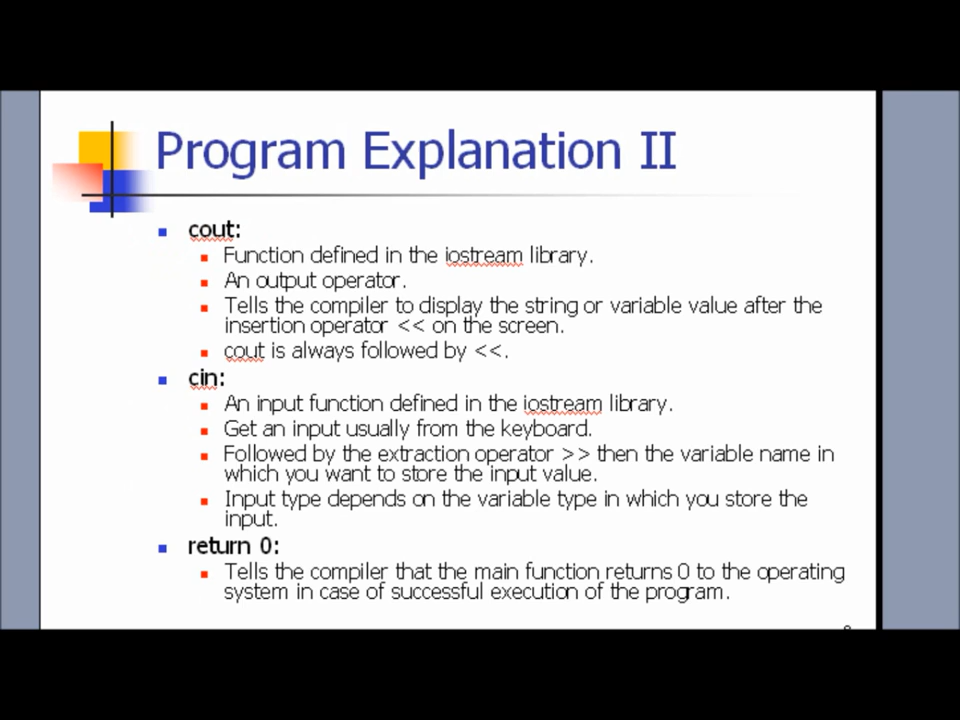 Program Explanation II
cout:
Function defined in the iostream library.
An output operator.
Tells the compiler to display the string or variable value after the
insertion operator << on the screen.
cout is always followed by <<.
cin:
An input function defined in the iostream library.
Get an input usually from the keyboard.
Followed by the extraction operator >> then the variable name in
which you want to store the input value.
Input type depends on the variable type in which you store the
input.
return 0:
Tells the compiler that the main function returns 0 to the operating
system in case of successful execution of the program.